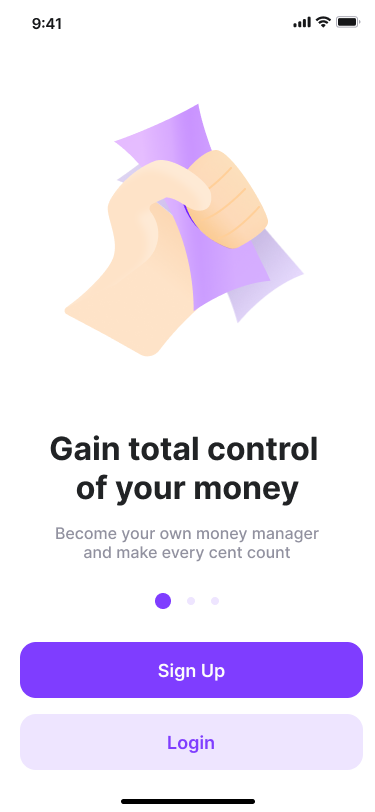 9:41
Gain total control
of your money
Become your own money manager
and make every cent count
Sign Up
Login